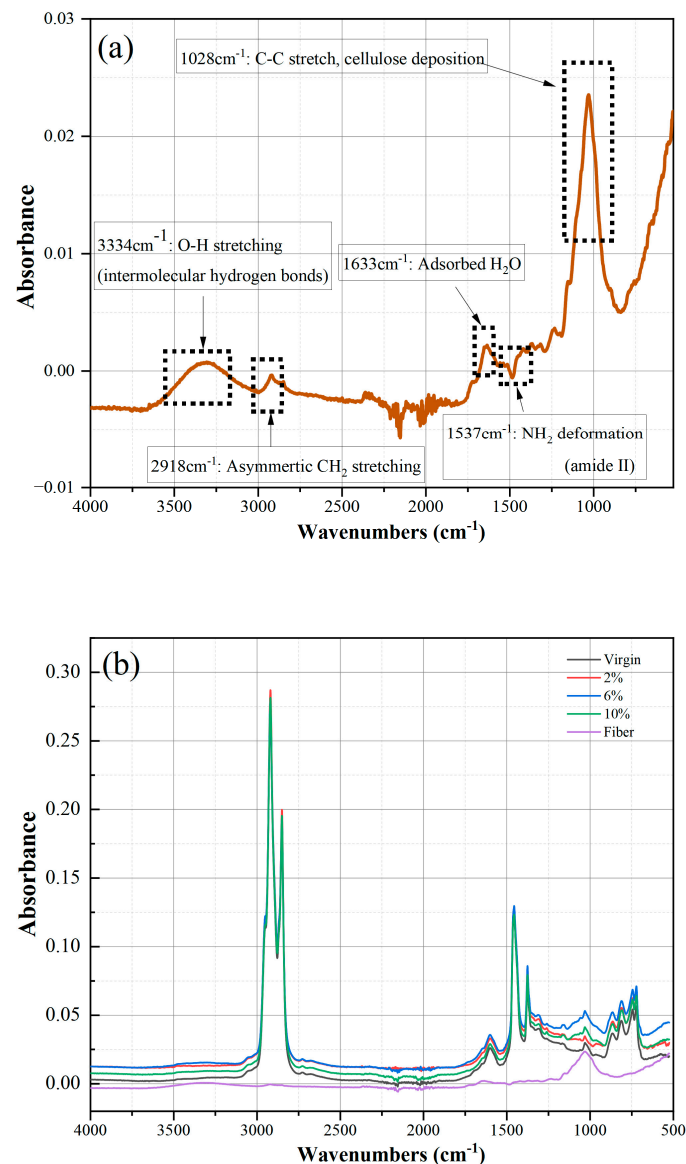 (a)
0.03
1028cm-1: C-C stretch, cellulose deposition
0.02
3334cm-1: O-H stretching
(intermolecular hydrogen bonds)
0.01
1633cm-1: Adsorbed H2O
0.00
1537cm-1: NH2 deformation
(amide II)
2918cm-1: Asymmertic CH2 stretching
−0.01
Absorbance
4000 3500 3000 2500 2000 1500 1000
Wavenumbers (cm-1)
(b)
Virgin
2%
6%
10%
Fiber
0.30
0.25
0.20
0.15
0.10
0.05
0.00
Absorbance
4000 3500 3000 2500 2000 1500 1000 500
Wavenumbers (cm-1)